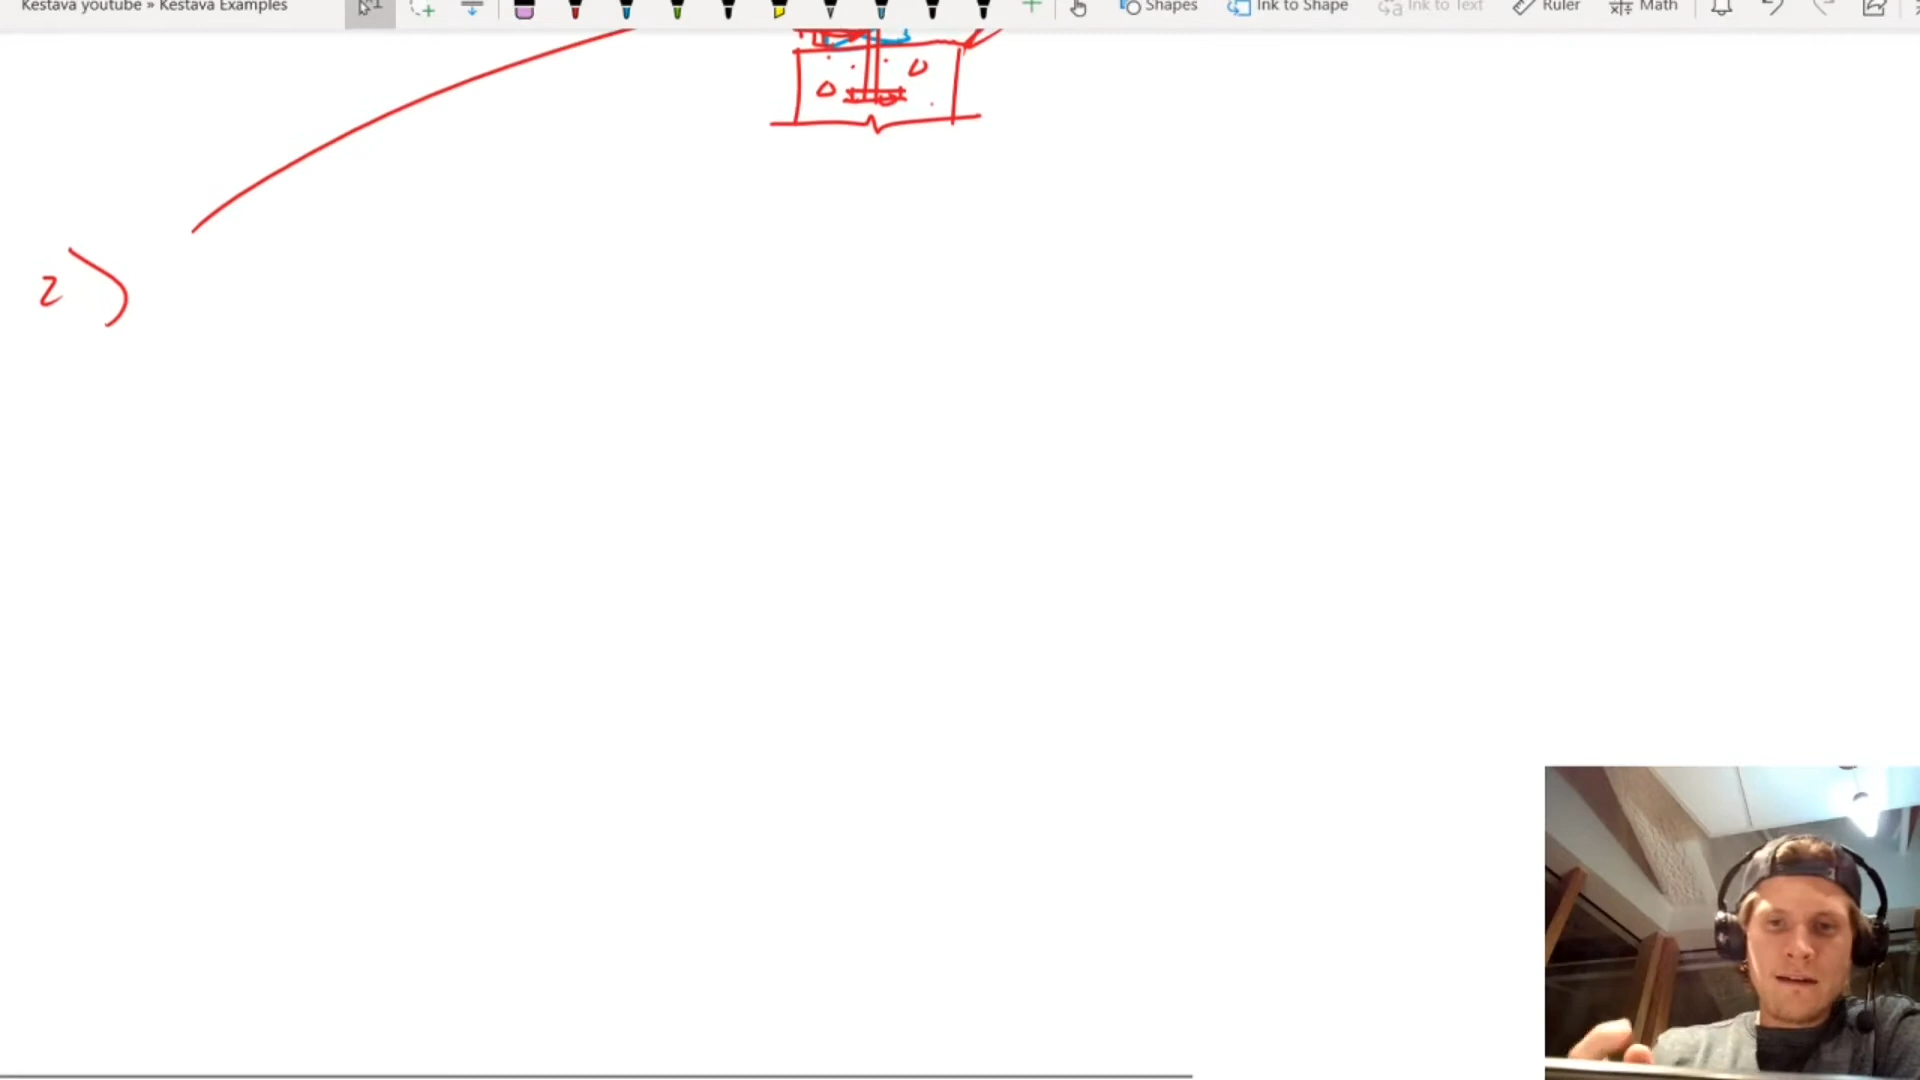 Kestava youtube » Kestava Examples
Shapes
Ink to Shape
Ink to Text
Ruler
Math
2)